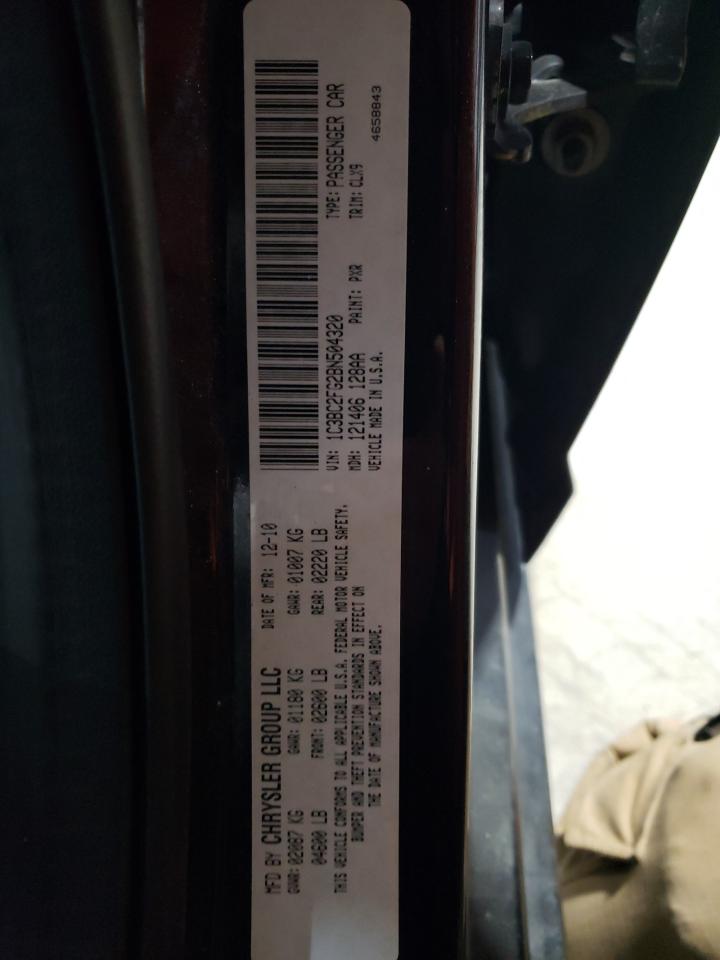 MFD BY CHRYSLER GROUP LLC DATE OF MFR: 12-10
GVWR: 02087 KG GAWR: 01180 KG GAWR: 01007 KG
04600 LB FRONT: 02600 LB REAR: 02220 LB
THIS VEHICLE CONFORMS TO ALL APPLICABLE U.S.A. FEDERAL MOTOR VEHICLE SAFETY,
BUMPER AND THEFT PREVENTION STANDARDS IN EFFECT ON
THE DATE OF MANUFACTURE SHOWN ABOVE.
VIN: 1C3BC2FG2BN504320 TYPE: PASSENGER CAR
MDH: 121406 128AA PAINT: PXR TRIM: CLX9
VEHICLE MADE IN U.S.A. 4658843